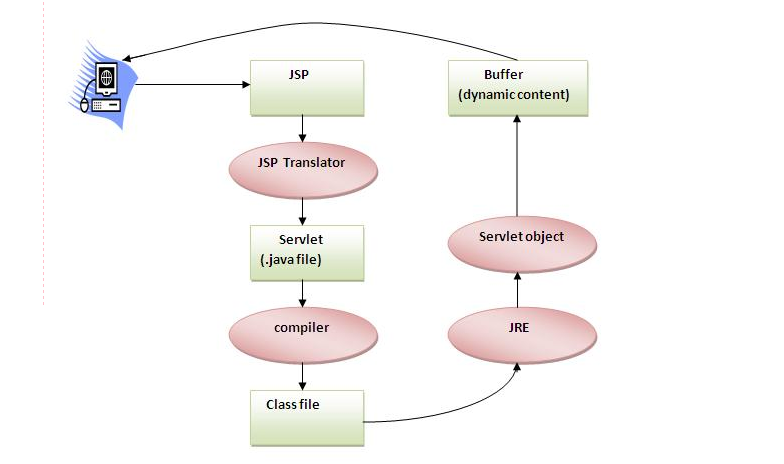 JSP
JSP Translator
Servlet
(.java file)
compiler
Class file
JRE
Servlet object
Buffer
(dynamic content)